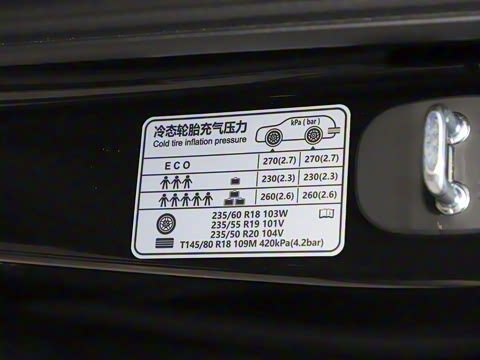 冷态轮胎充气压力
Cold tire inflation pressure
kPa ( bar )
ECO 270(2.7) 270(2.7)
230(2.3) 230(2.3)
260(2.6) 260(2.6)
235/60 R18 103W
235/55 R19 101V
235/50 R20 104V
T145/80 R18 109M 420kPa(4.2bar)